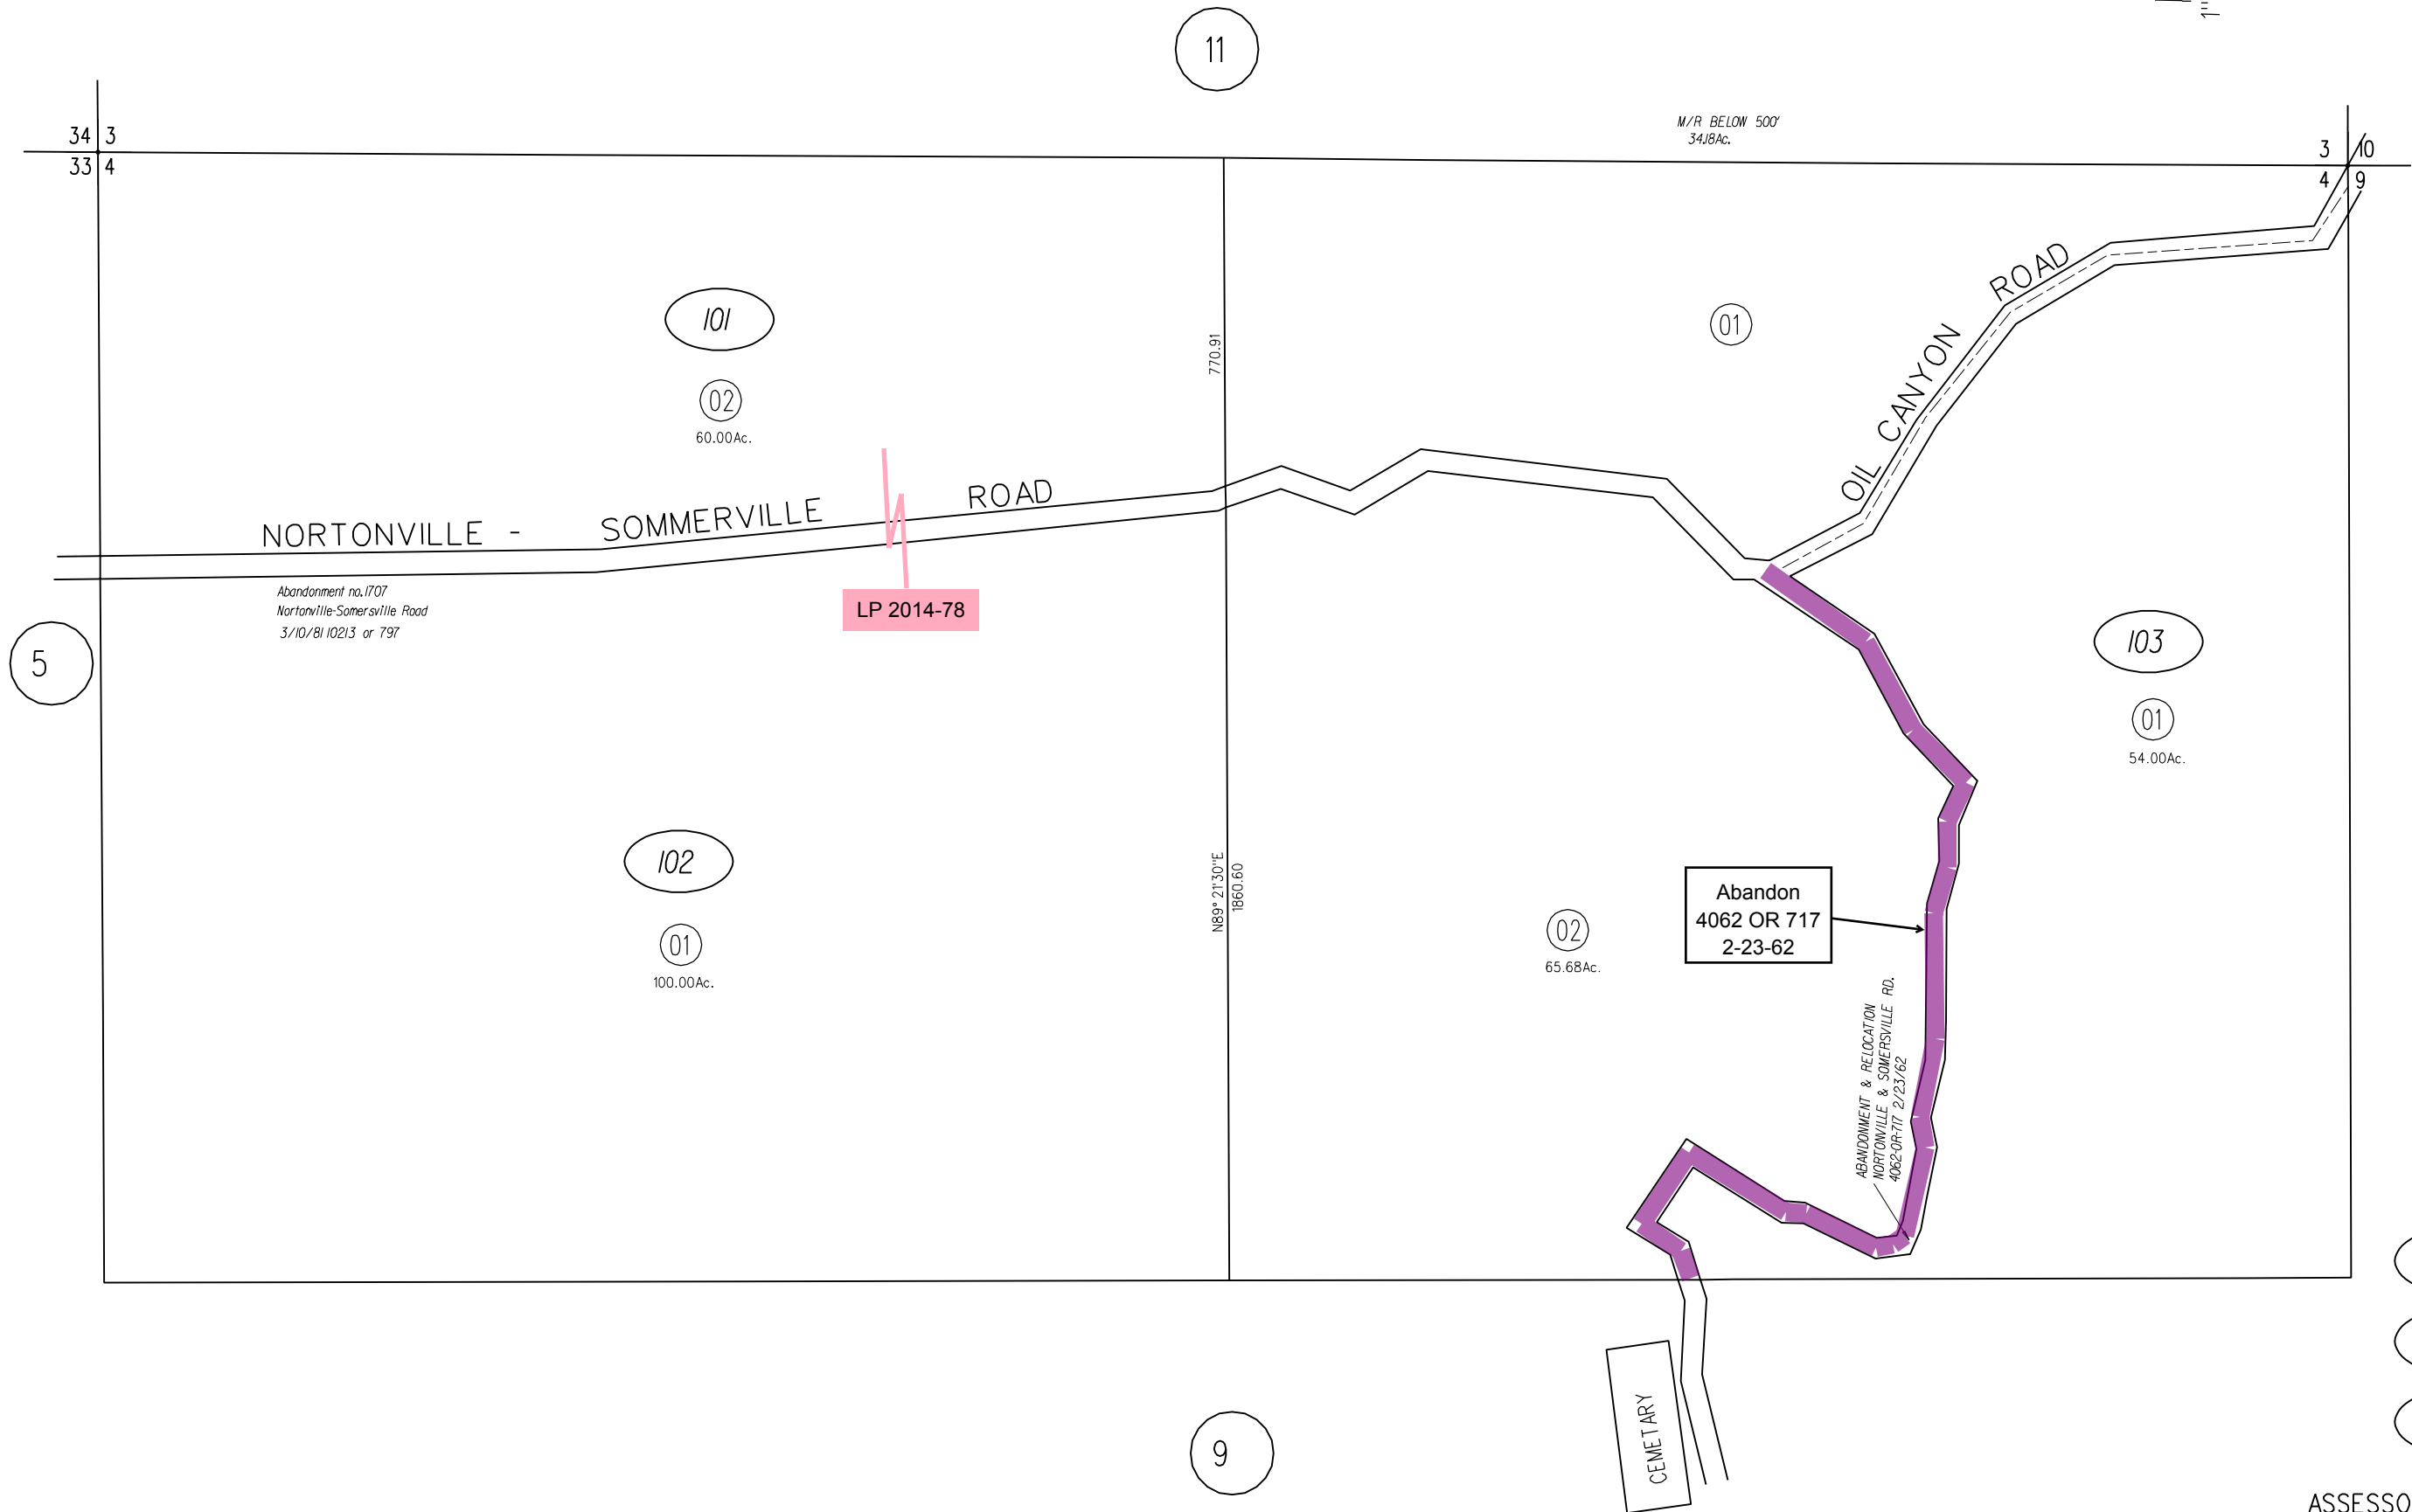 11
M/R BELOW 500'
34.18Ac.
34 3
33 4
3 10
4 9
101
02
60.00Ac.
770.91
01
OIL CANYON ROAD
NORTONVILLE - SOMMERVILLE ROAD
Abandonment no.1707
Nortonville-Somersville Road
3/10/81 10213 or 797
LP 2014-78
5
103
01
54.00Ac.
102
01
100.00Ac.
N89° 21'30"E
1860.60
02
65.68Ac.
Abandon
4062 OR 717
2-23-62
ABANDONMENT & RELOCATION
NORTONVILLE & SOMERSVILLE RD.
4062-OR-717 2/23/62
CEMETARY
9
ASSESSO